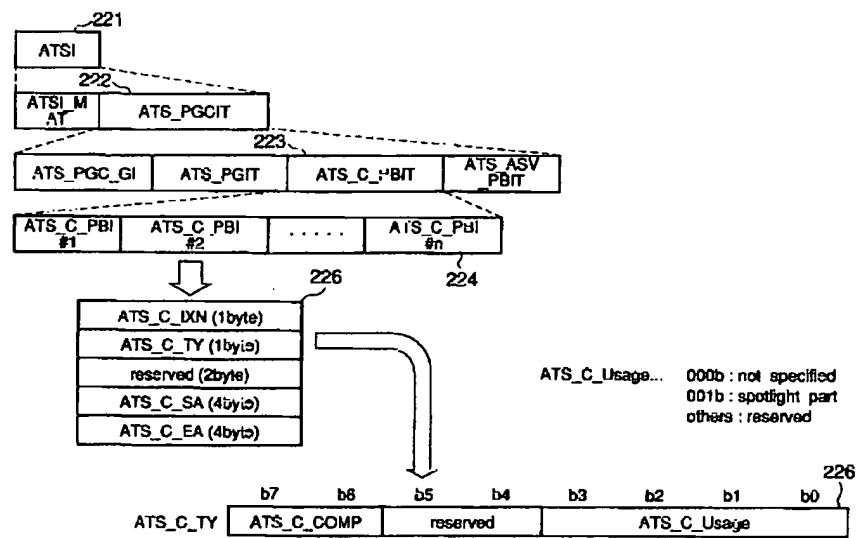 221
ATSI
222
ATSI_M
AT
ATS_PGCIT
223
ATS_PGC_GI
ATS_PGIT
ATS_C_PBIT
ATS_ASV
_PBIT
ATS_C_PBI
#1
ATS_C_PBI
#2
.....
ATS_C_PBI
#n
224
226
ATS_C_IXN (1byte)
ATS_C_TY (1byte)
reserved (2byte)
ATS_C_SA (4byte)
ATS_C_EA (4byte)
ATS_C_Usage... 000b : not specified
001b : spotlight part
others : reserved
226
b7 b6 b5 b4 b3 b2 b1 b0
ATS_C_TY ATS_C_COMP reserved ATS_C_Usage